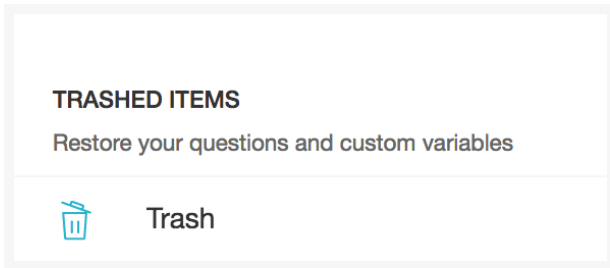 TRASHED ITEMS
Restore your questions and custom variables
Trash